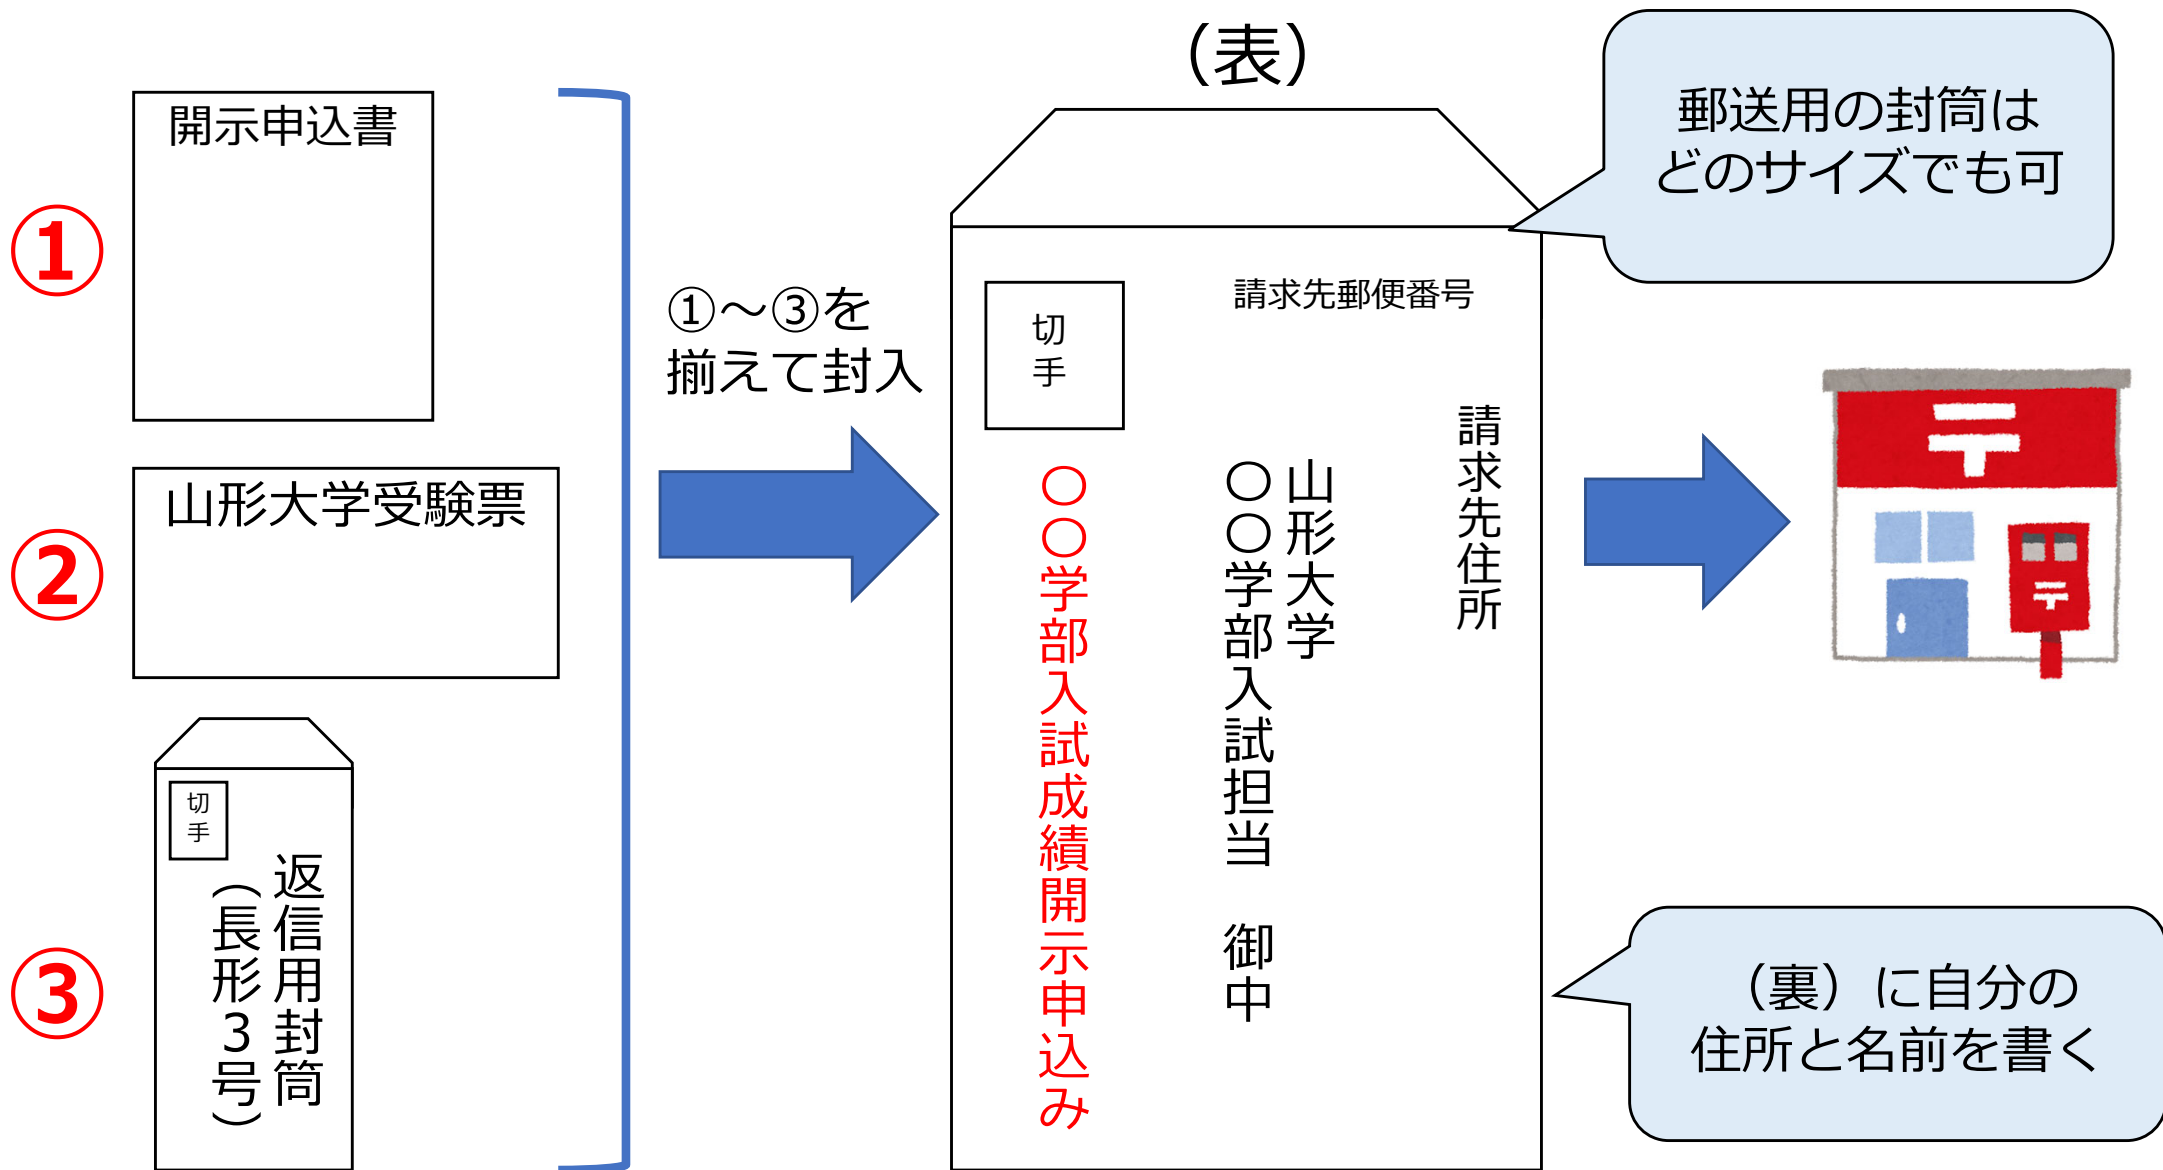 ①
開示申込書
②
山形大学受験票
③
切手
返信用封筒
（長形３号）
①～③を
揃えて封入
（表）
切手
請求先郵便番号
請求先住所
山形大学
〇〇学部入試担当　御中
〇〇学部入試成績開示申込み
郵送用の封筒は
どのサイズでも可
〒
〒
（裏）に自分の
住所と名前を書く